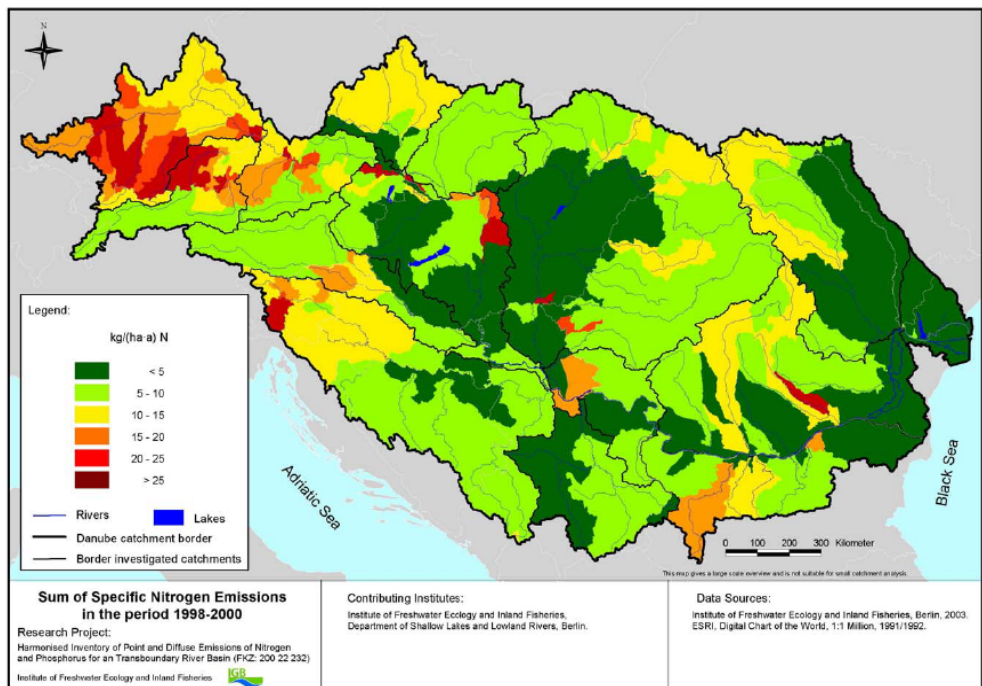 N
Legend:
kg/(ha·a) N
< 5
5 - 10
10 - 15
15 - 20
20 - 25
> 25
Rivers
Lakes
Danube catchment border
Border investigated catchments
Adriatic Sea
Black Sea
0 100 200 300 Kilometer
This map gives a large scale overview and is not suitable for small catchment analysis.
Sum of Specific Nitrogen Emissions
in the period 1998-2000
Research Project:
Harmonised Inventory of Point and Diffuse Emissions of Nitrogen
and Phosphorus for an Transboundary River Basin (FKZ: 200 22 232)
Institute of Freshwater Ecology and Inland Fisheries
IGB
Contributing Institutes:
Institute of Freshwater Ecology and Inland Fisheries,
Department of Shallow Lakes and Lowland Rivers, Berlin.
Data Sources:
Institute of Freshwater Ecology and Inland Fisheries, Berlin, 2003.
ESRI, Digital Chart of the World, 1:1 Million, 1991/1992.